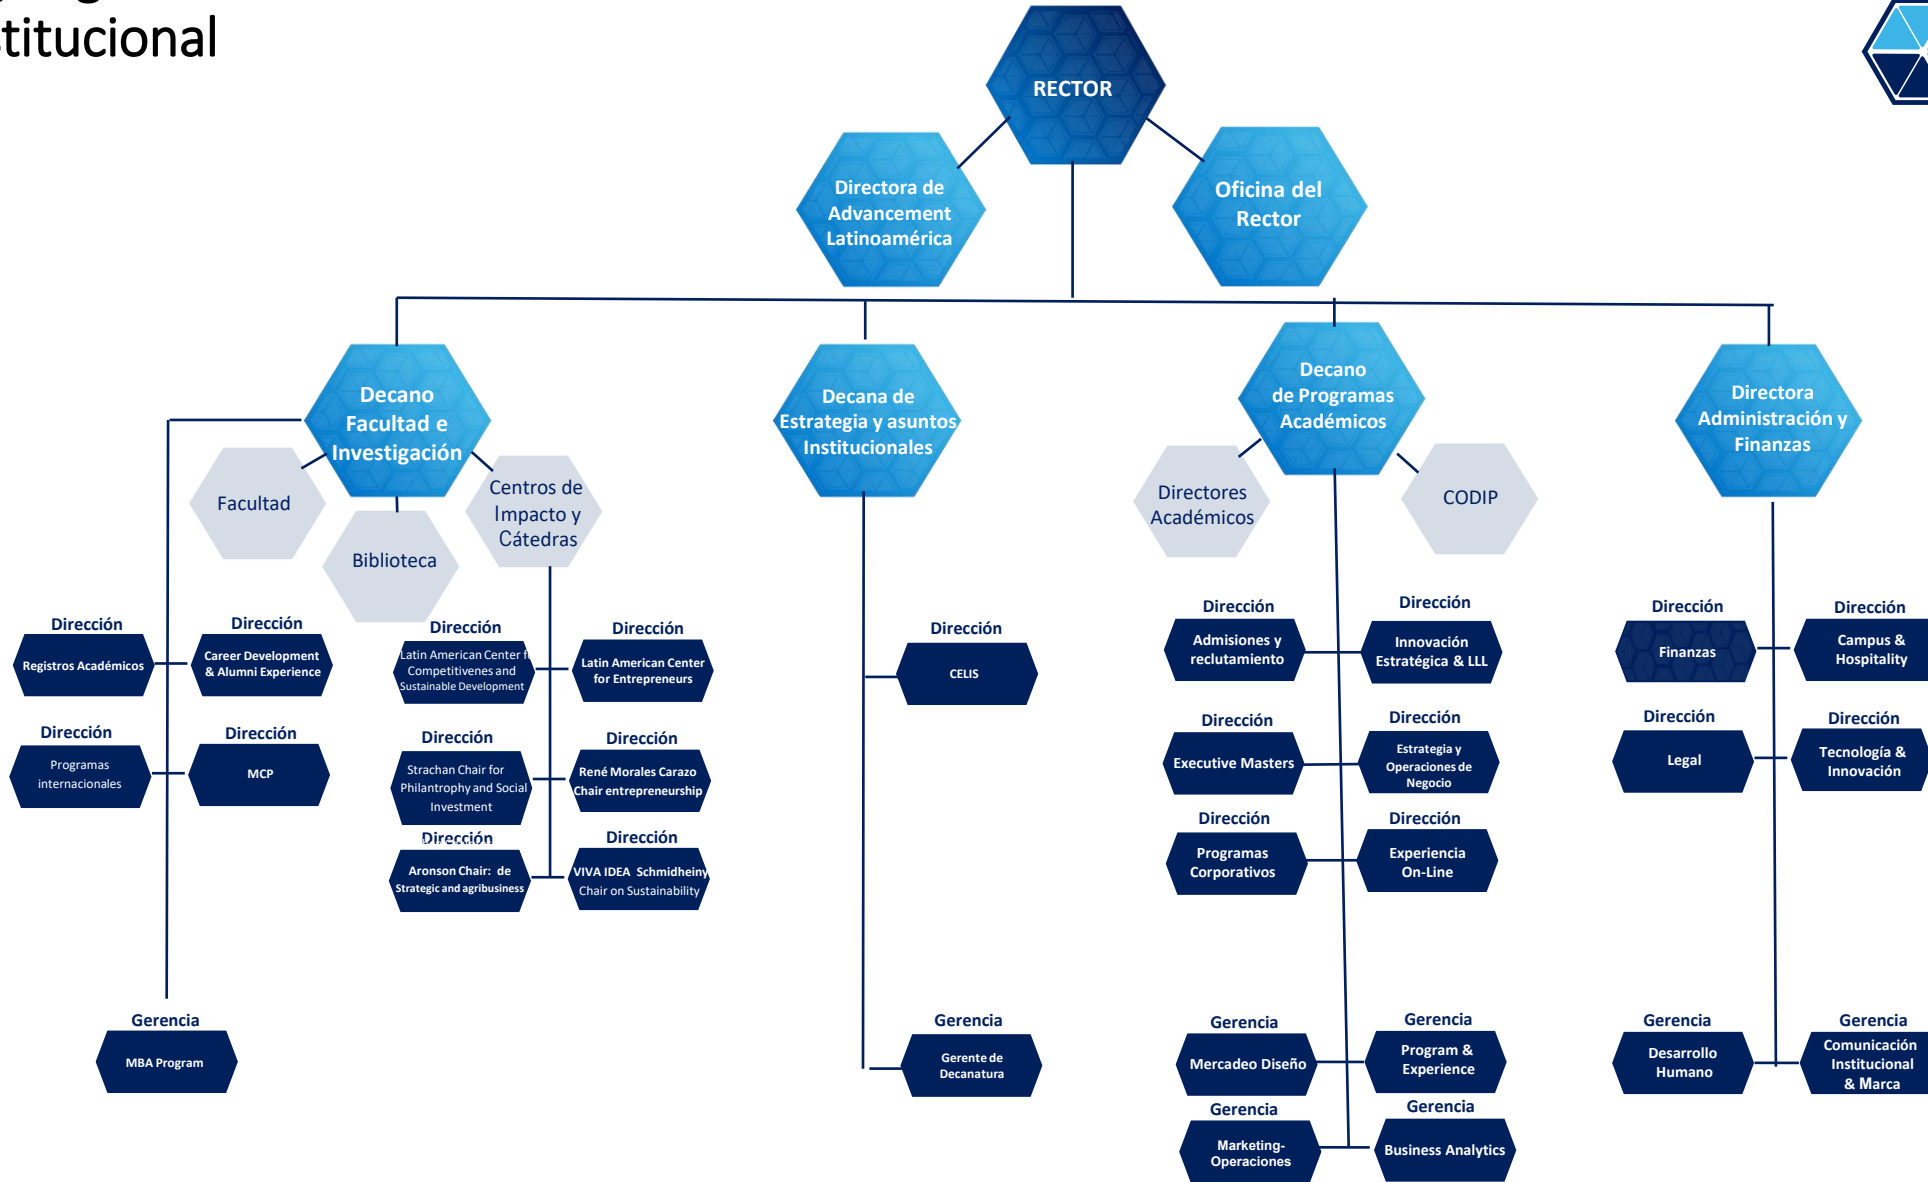 stitucional
RECTOR
Directora de
Advancement
Latinoamérica
Oficina del
Rector
Decano
Facultad e
Investigación
Decana de
Estrategia y asuntos
Institucionales
Decano
de Programas
Académicos
Directora
Administración y
Finanzas
Facultad
Biblioteca
Centros de
Impacto y
Cátedras
Directores
Académicos
CODIP
Dirección
Registros Académicos
Dirección
Career Development
& Alumni Experience
Dirección
Programas
internacionales
Dirección
MCP
Gerencia
MBA Program
Dirección
Latin American Center f
Competitivenes and
Sustainable Development
Dirección
Latin American Center
for Entrepreneurs
Dirección
Strachan Chair for
Philantrophy and Social
Investment
Dirección
René Morales Carazo
Chair entrepreneurship
Dirección
Aronson Chair: de
Strategic and agribusiness
Dirección
VIVA IDEA Schmidheiny
Chair on Sustainability
Dirección
CELIS
Gerencia
Gerente de
Decanatura
Dirección
Admisiones y
reclutamiento
Dirección
Innovación
Estratégica & LLL
Dirección
Executive Masters
Dirección
Estrategia y
Operaciones de
Negocio
Dirección
Programas
Corporativos
Dirección
Experiencia
On-Line
Gerencia
Mercadeo Diseño
Gerencia
Program &
Experience
Gerencia
Marketing-
Operaciones
Gerencia
Business Analytics
Dirección
Finanzas
Dirección
Campus &
Hospitality
Dirección
Legal
Dirección
Tecnología &
Innovación
Gerencia
Desarrollo
Humano
Gerencia
Comunicación
Institucional
& Marca